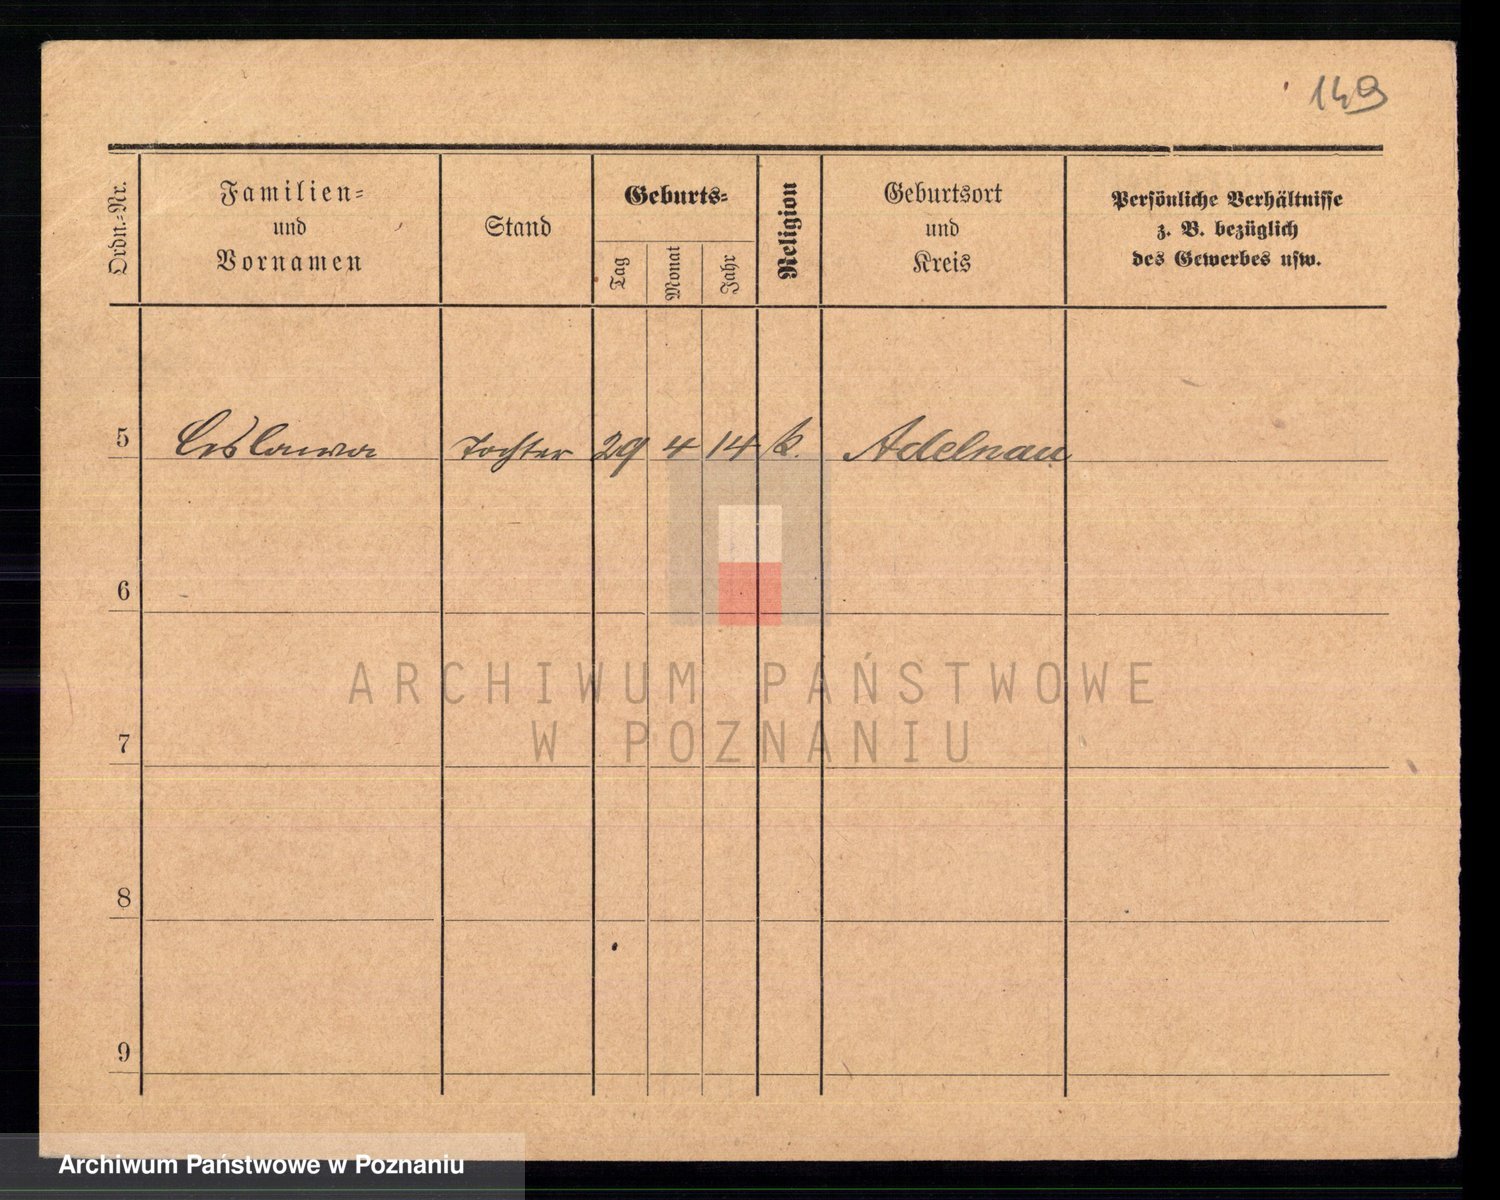 149
Ordn.-Nr.
Familien-
und
Vornamen
Stand
Geburts-
Tag
Monat
Jahr
Religion
Geburtsort
und
Kreis
Persönliche Verhältnisse
z. B. bezüglich
des Gewerbes usw.
5 Ceslawa Tochter 29 4 14 k. Adelnau
6
7
8
9
ARCHIWUM PAŃSTWOWE
W POZNANIU
Archiwum Państwowe w Poznaniu